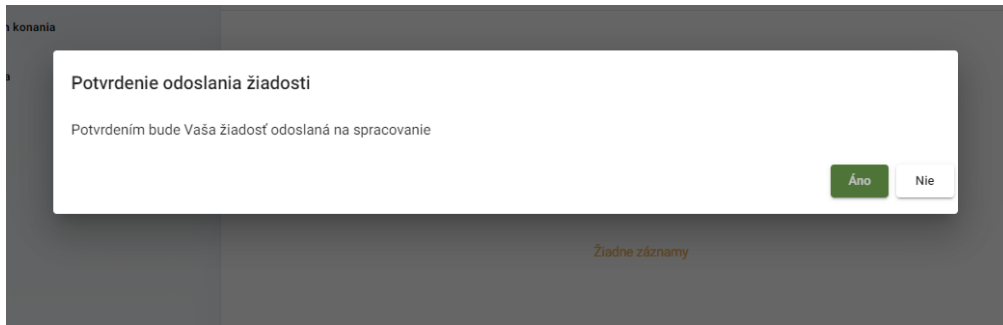 konania
Potvrdenie odoslania žiadosti
Potvrdením bude Vaša žiadosť odoslaná na spracovanie
Áno
Nie
Žiadne záznamy